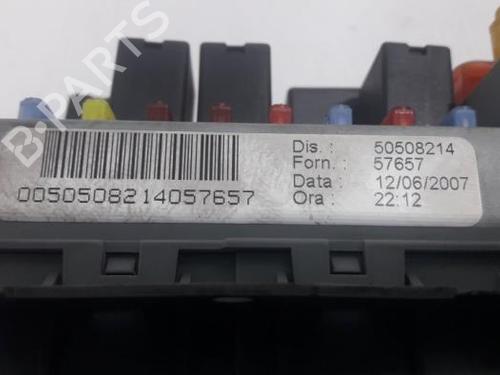 B-PARTS
Dis. : 50508214
Forn. : 57657
Data : 12/06/2007
Ora : 22:12
0050508214057657